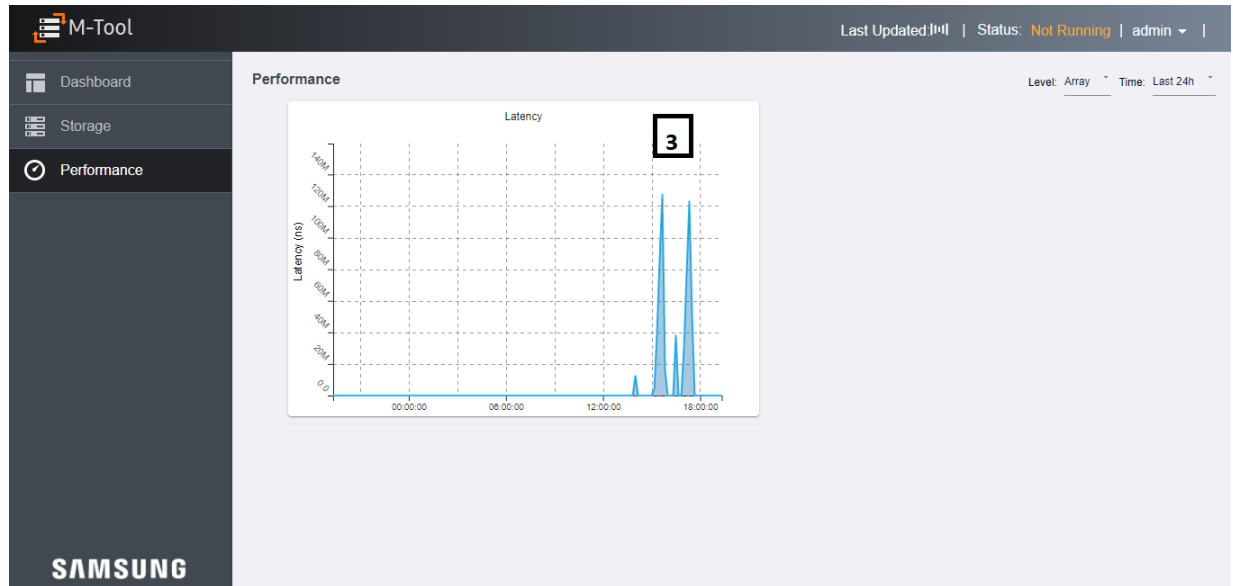 M-Tool
Last Updated: | Status: Not Running | admin |
Dashboard
Storage
Performance
Performance
Level: Array Time: Last 24h
Latency
3
140M
120M
100M
80M
60M
40M
20M
0.0
Latency (ns)
00:00:00 06:00:00 12:00:00 18:00:00
SAMSUNG